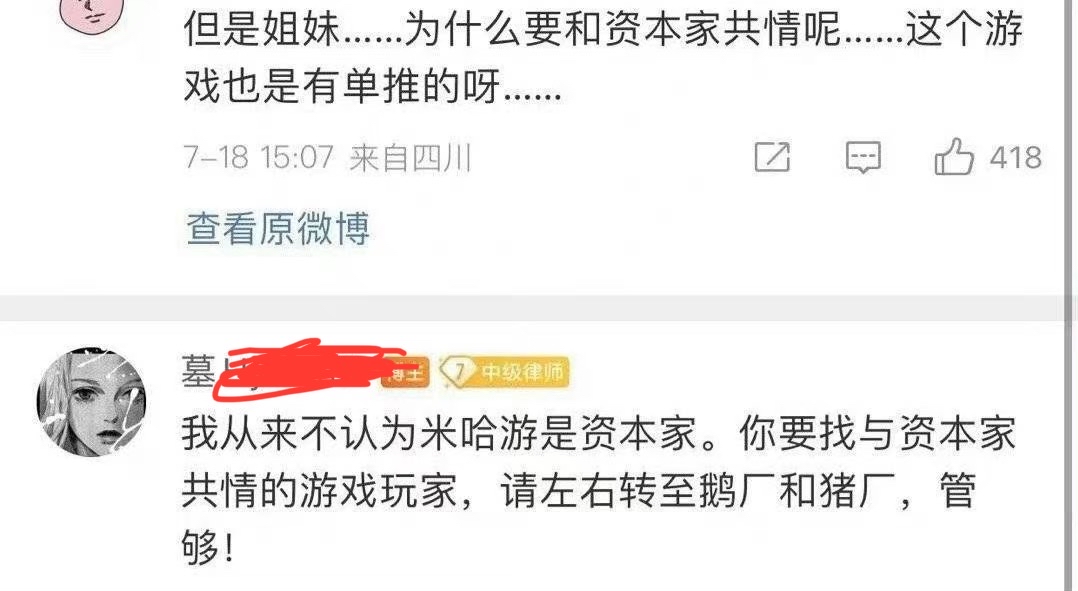 但是姐妹……为什么要和资本家共情呢……这个游
戏也是有单推的呀……
7-18 15:07 来自四川
418
查看原微博
墓
博主
7 中级律师
我从来不认为米哈游是资本家。你要找与资本家
共情的游戏玩家，请左右转至鹅厂和猪厂，管
够！